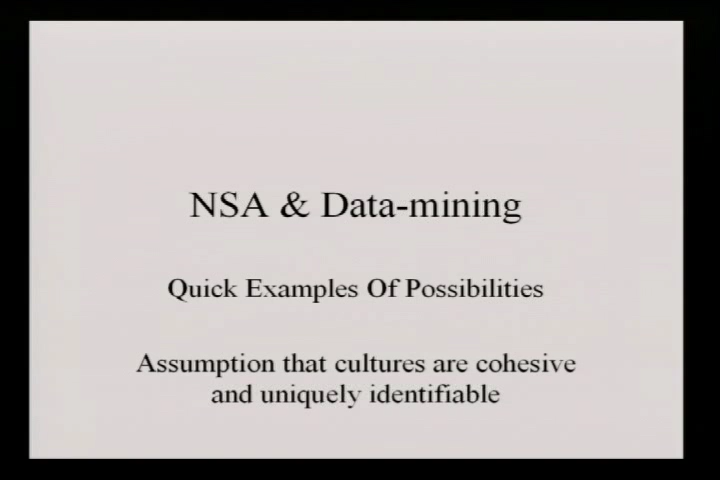 NSA & Data-mining
Quick Examples Of Possibilities
Assumption that cultures are cohesive
and uniquely identifiable